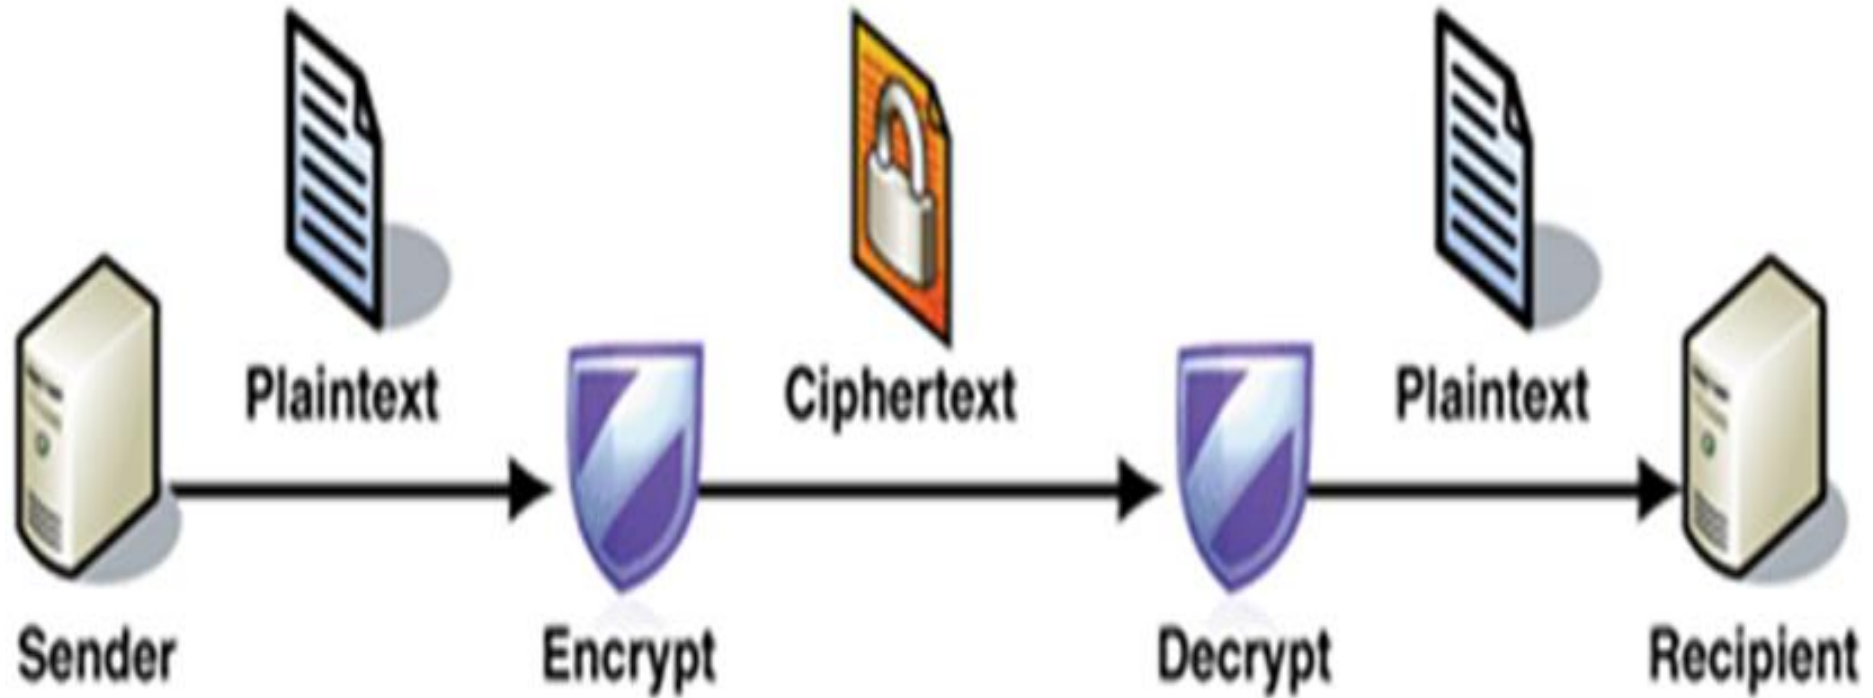 Plaintext
Ciphertext
Plaintext
Sender
Encrypt
Decrypt
Recipient